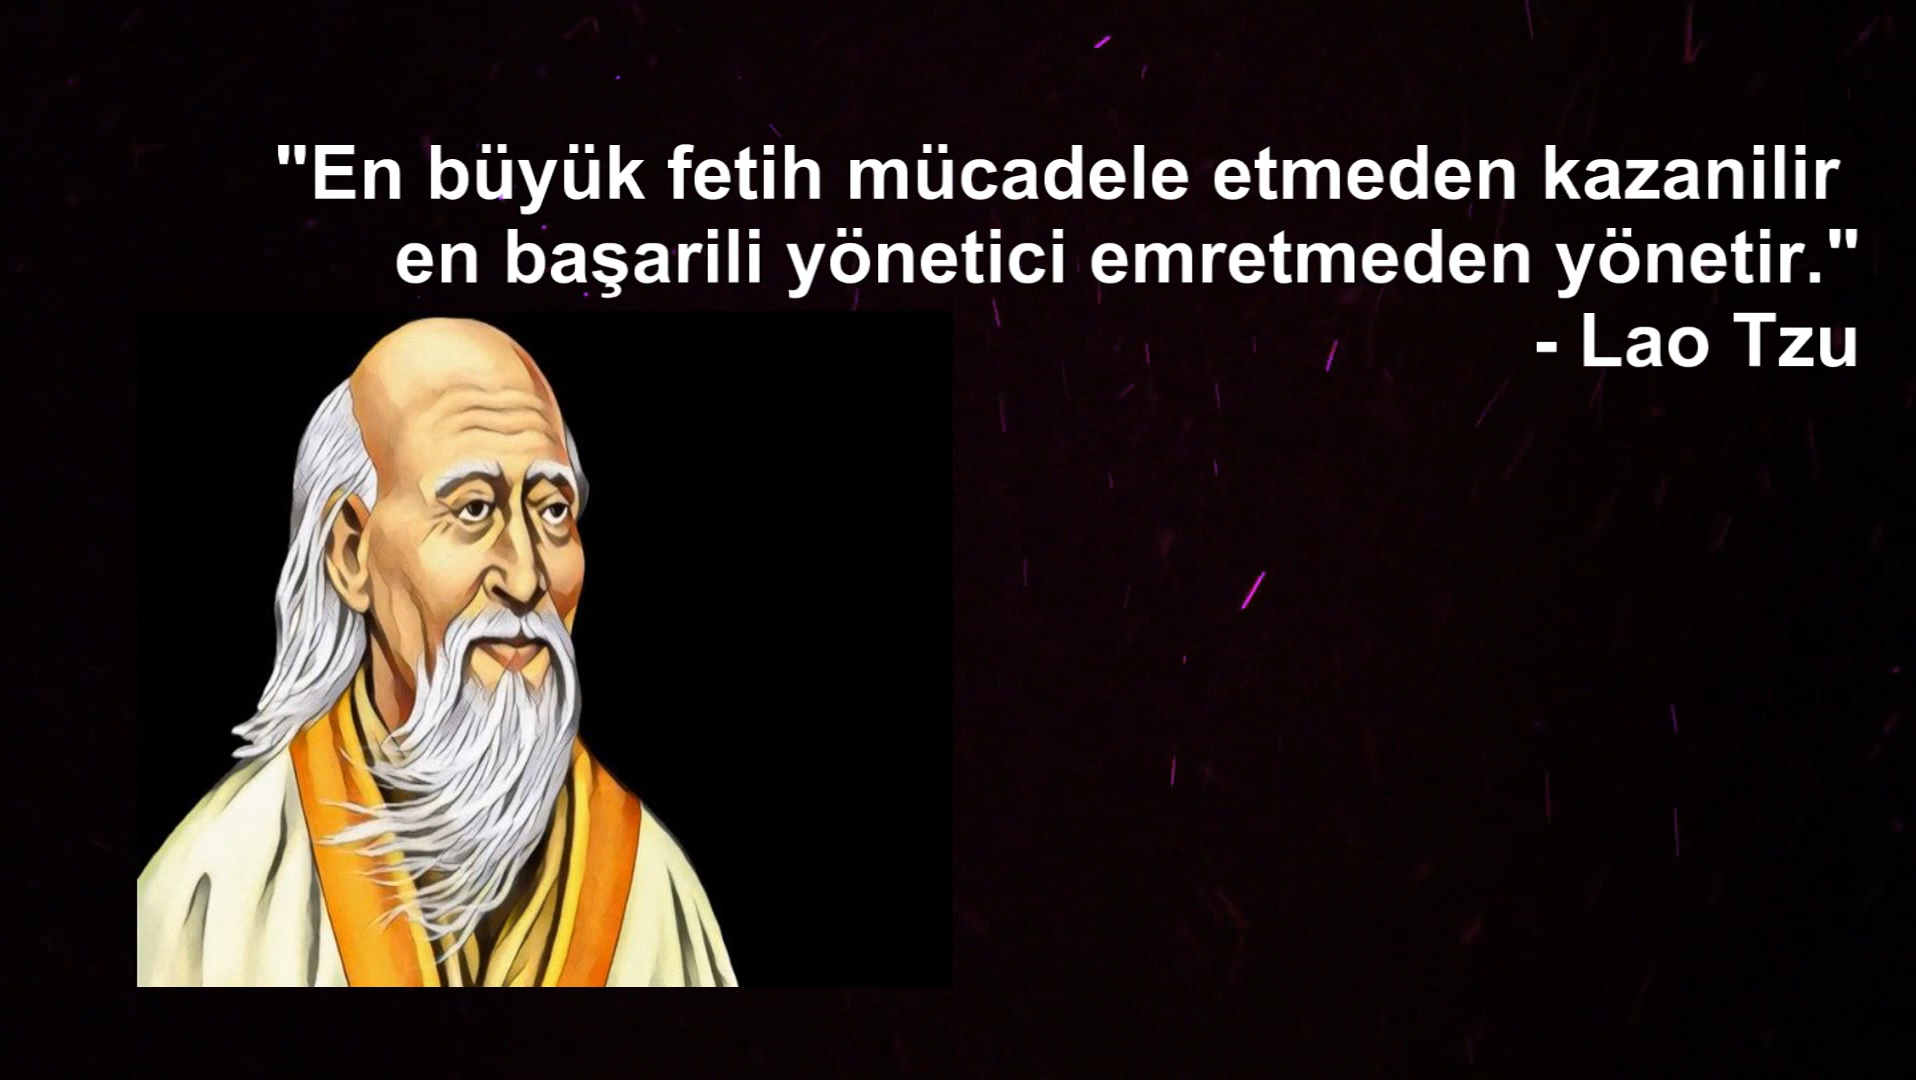 "En büyük fetih mücadele etmeden kazanilir
en başarili yönetici emretmeden yönetir."
- Lao Tzu